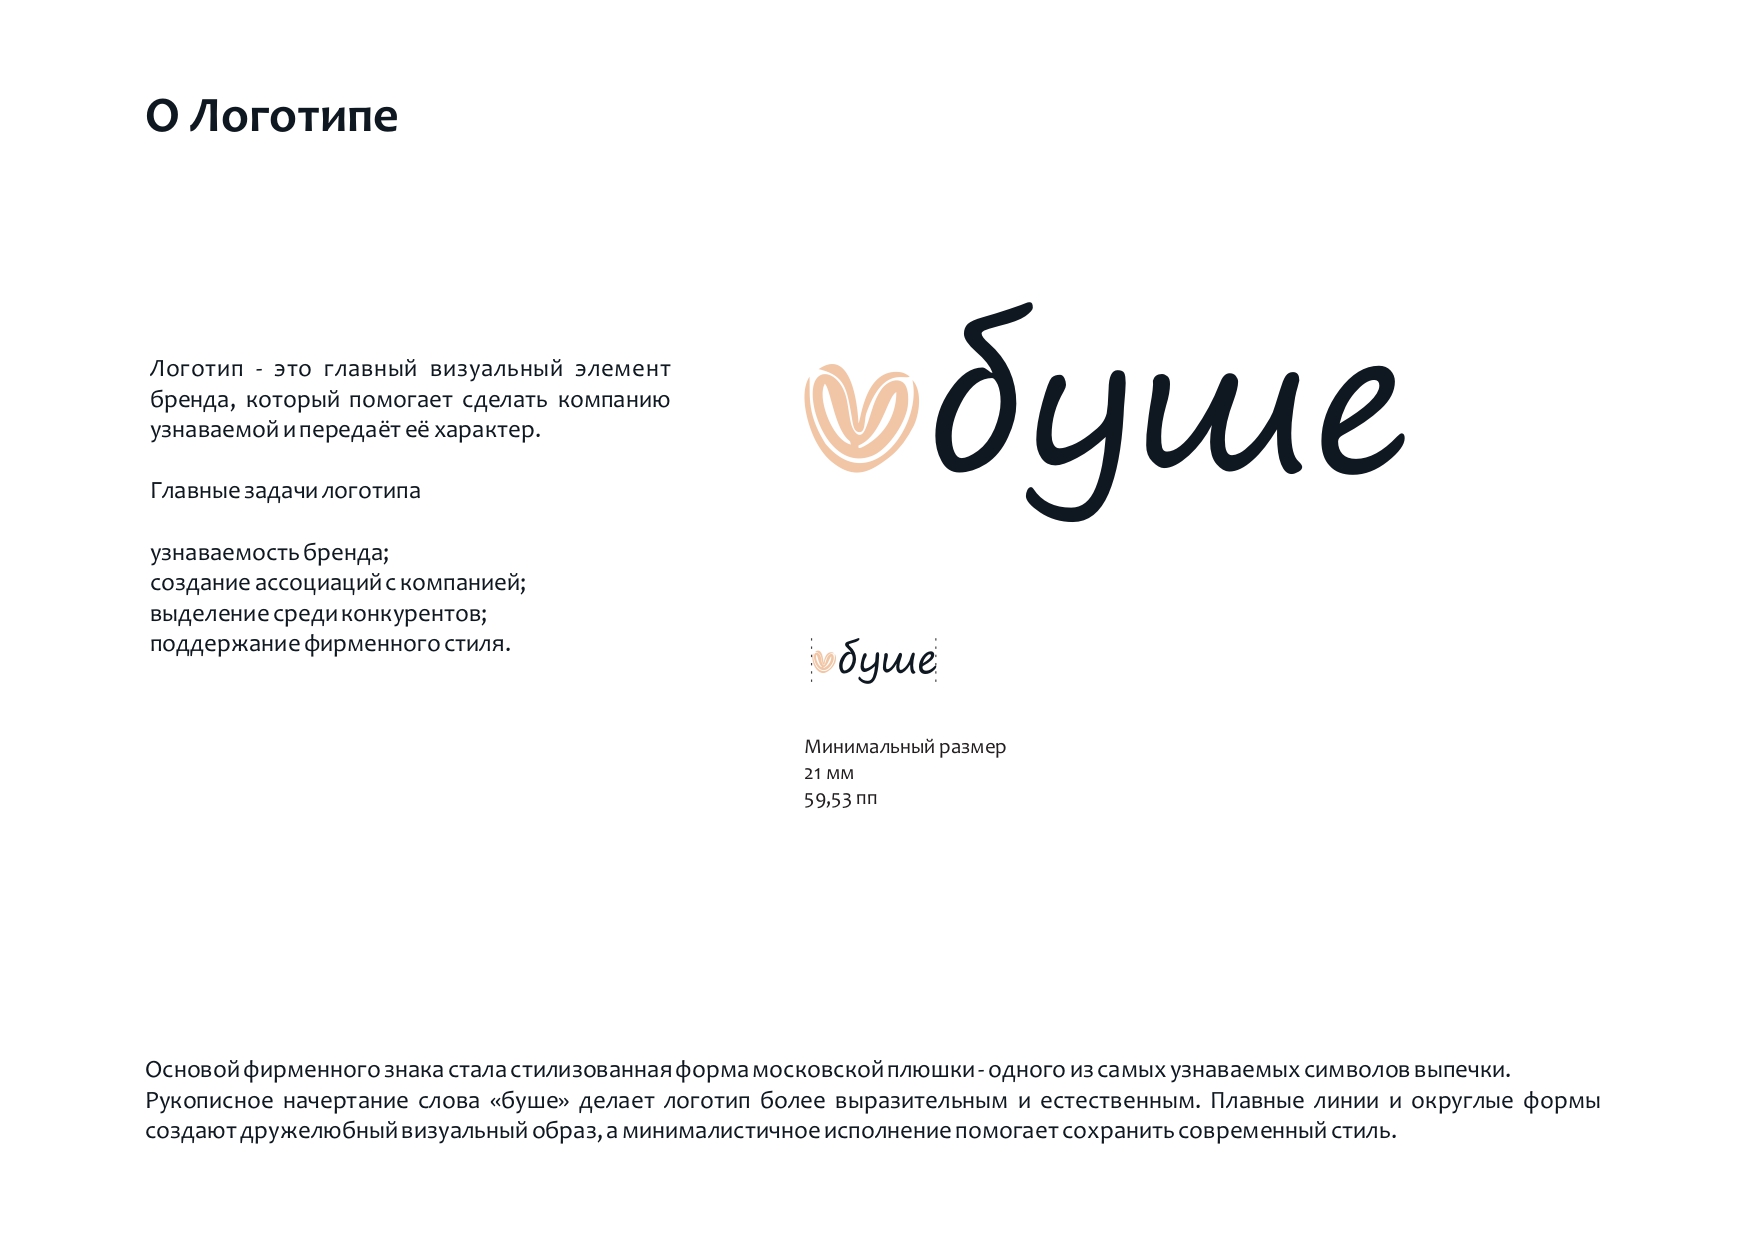 О Логотипе
Логотип - это главный визуальный элемент
бренда, который помогает сделать компанию
узнаваемой и передаёт её характер.
Главные задачи логотипа
узнаваемость бренда;
создание ассоциаций с компанией;
выделение среди конкурентов;
поддержание фирменного стиля.
буше
буше
Минимальный размер
21 мм
59,53 пп
Основой фирменного знака стала стилизованная форма московской плюшки - одного из самых узнаваемых символов выпечки.
Рукописное начертание слова «буше» делает логотип более выразительным и естественным. Плавные линии и округлые формы
создают дружелюбный визуальный образ, а минималистичное исполнение помогает сохранить современный стиль.